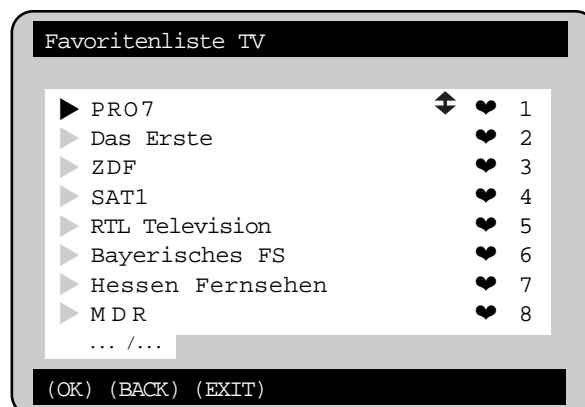 Favoritenliste TV
PRO7 ❤ 1
Das Erste ❤ 2
ZDF ❤ 3
SAT1 ❤ 4
RTL Television ❤ 5
Bayerisches FS ❤ 6
Hessen Fernsehen ❤ 7
MDR ❤ 8
... /...
(OK) (BACK) (EXIT)